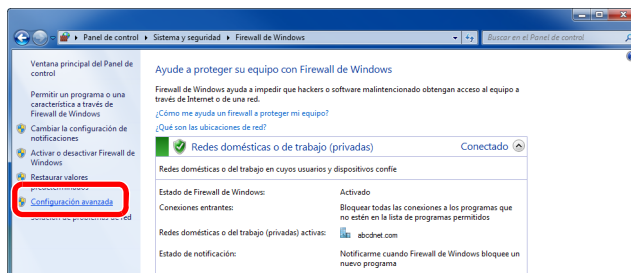 Panel de control ▸ Sistema y seguridad ▸ Firewall de Windows
Buscar en el Panel de control
Ventana principal del Panel de
control
Permitir un programa o una
característica a través de
Firewall de Windows
Cambiar la configuración de
notificaciones
Activar o desactivar Firewall de
Windows
Restaurar valores
predeterminados
Configuración avanzada
Solución de problemas de red
Ayude a proteger su equipo con Firewall de Windows
Firewall de Windows ayuda a impedir que hackers o software malintencionado obtengan acceso al equipo a
través de Internet o de una red.
¿Cómo me ayuda un firewall a proteger mi equipo?
¿Qué son las ubicaciones de red?
Redes domésticas o de trabajo (privadas) Conectado
Redes domésticas o del trabajo en cuyos usuarios y dispositivos confíe
Estado de Firewall de Windows: Activado
Conexiones entrantes: Bloquear todas las conexiones a los programas que
no estén en la lista de programas permitidos
Redes domésticas o del trabajo (privadas) activas: abcdnet.com
Estado de notificación: Notificarme cuando Firewall de Windows bloquee un
nuevo programa